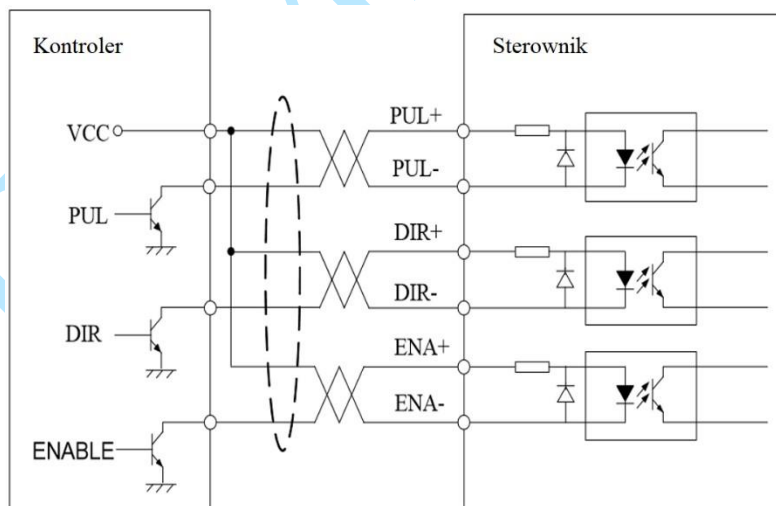 Kontroler
Sterownik
VCC
PUL+
PUL-
PUL
DIR+
DIR-
DIR
ENA+
ENA-
ENABLE